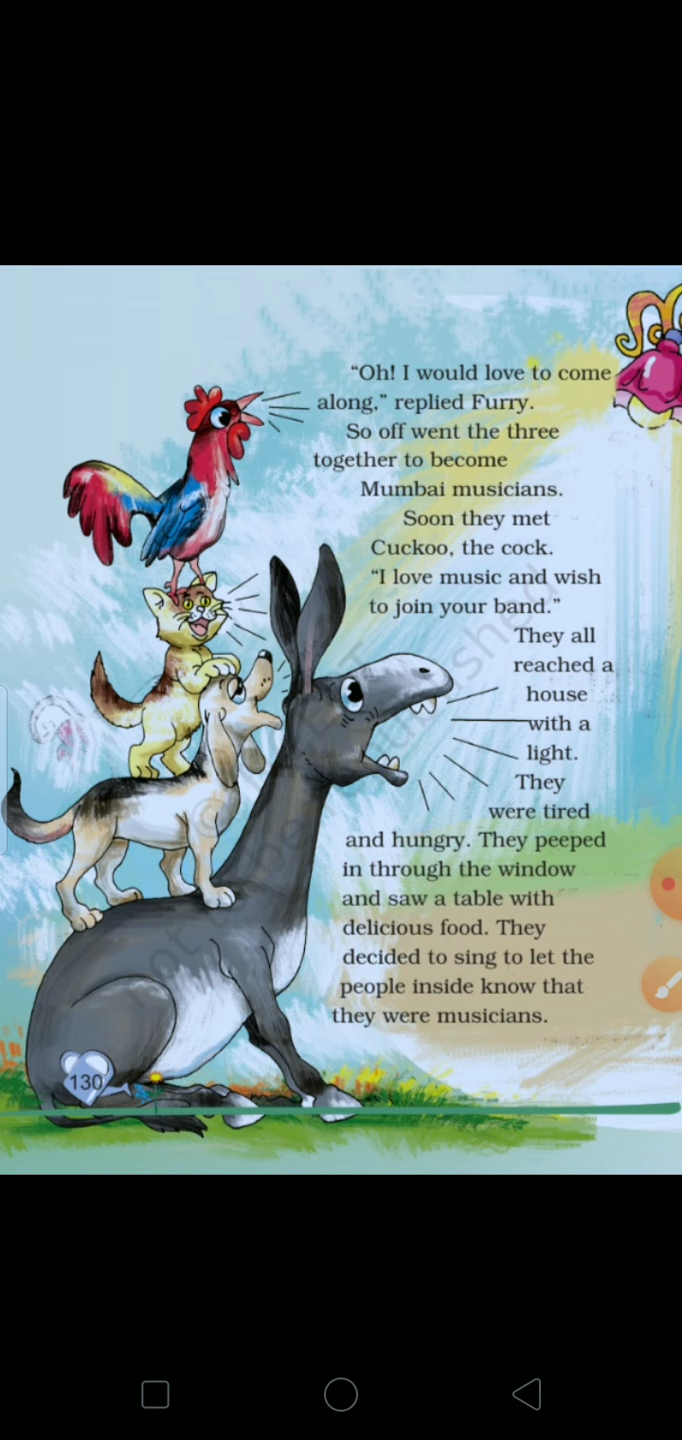 “Oh! I would love to come
along,” replied Furry.
So off went the three
together to become
Mumbai musicians.
Soon they met
Cuckoo, the cock.
“I love music and wish
to join your band.”
They all
reached a
house
with a
light.
They
were tired
and hungry. They peeped
in through the window
and saw a table with
delicious food. They
decided to sing to let the
people inside know that
they were musicians.
130